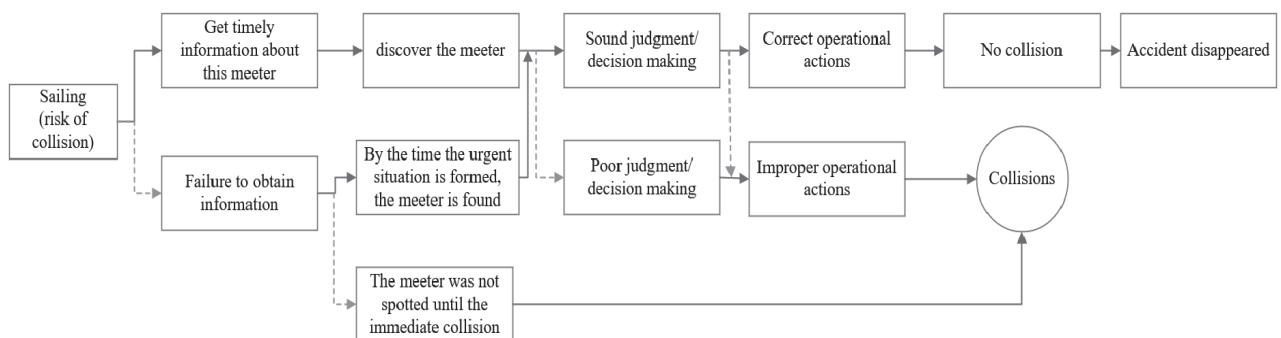 Get timely
information about
this meeter
discover the meeter
Sound judgment/
decision making
Correct operational
actions
No collision
Accident disappeared
Sailing
(risk of
collision)
Failure to obtain
information
By the time the urgent
situation is formed,
the meeter is found
Poor judgment/
decision making
Improper operational
actions
Collisions
The meeter was not
spotted until the
immediate collision